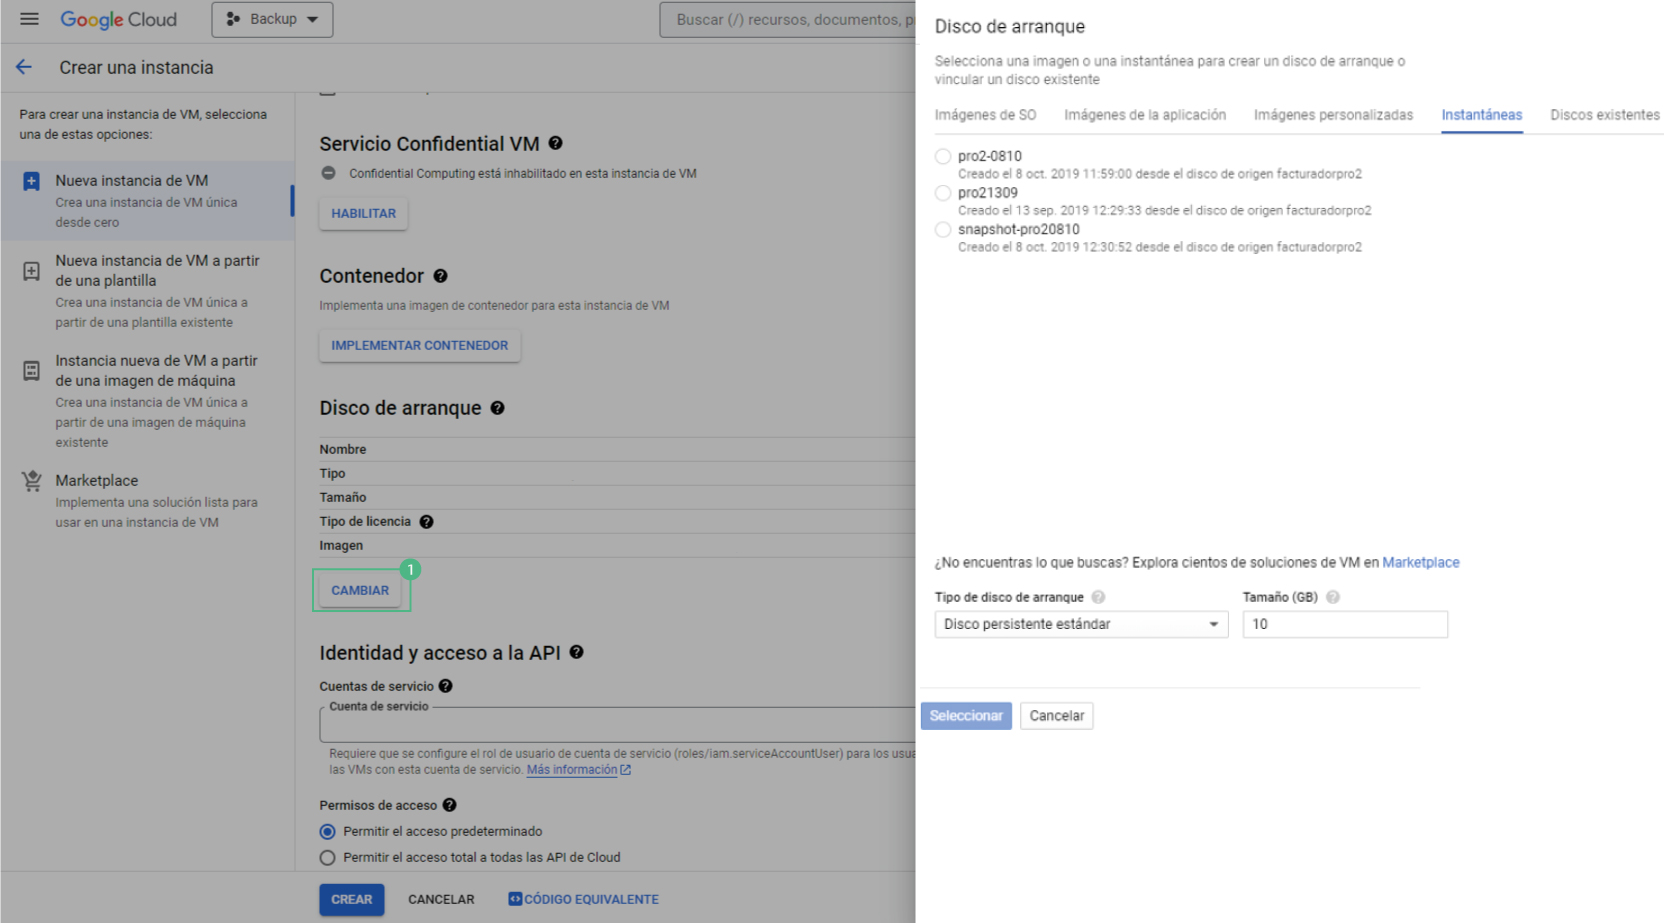 Google Cloud
Backup
Buscar (/) recursos, documentos,
Crear una instancia
Para crear una instancia de VM, selecciona
una de estas opciones:
Nueva instancia de VM
Crea una instancia de VM única
desde cero
Nueva instancia de VM a partir
de una plantilla
Crea una instancia de VM única a
partir de una plantilla existente
Instancia nueva de VM a partir
de una imagen de máquina
Crea una instancia de VM única a
partir de una imagen de máquina
existente
Marketplace
Implementa una solución lista para
usar en una instancia de VM
Servicio Confidential VM
Confidential Computing está inhabilitado en esta instancia de VM
HABILITAR
Contenedor
Implementa una imagen de contenedor para esta instancia de VM
IMPLEMENTAR CONTENEDOR
Disco de arranque
Nombre
Tipo
Tamaño
Tipo de licencia
Imagen
1
CAMBIAR
Identidad y acceso a la API
Cuentas de servicio
Cuenta de servicio
Requiere que se configure el rol de usuario de cuenta de servicio (roles/iam.serviceAccountUser) para los usua
las VMs con esta cuenta de servicio. Más información
Permisos de acceso
Permitir el acceso predeterminado
Permitir el acceso total a todas las API de Cloud
CREAR
CANCELAR
CÓDIGO EQUIVALENTE
Disco de arranque
Selecciona una imagen o una instantánea para crear un disco de arranque o
vincular un disco existente
Imágenes de SO
Imágenes de la aplicación
Imágenes personalizadas
Instantáneas
Discos existentes
pro2-0810
Creado el 8 oct. 2019 11:59:00 desde el disco de origen facturadorpro2
pro21309
Creado el 13 sep. 2019 12:29:33 desde el disco de origen facturadorpro2
snapshot-pro20810
Creado el 8 oct. 2019 12:30:52 desde el disco de origen facturadorpro2
¿No encuentras lo que buscas? Explora cientos de soluciones de VM en Marketplace
Tipo de disco de arranque
Tamaño (GB)
Disco persistente estándar
10
Seleccionar
Cancelar